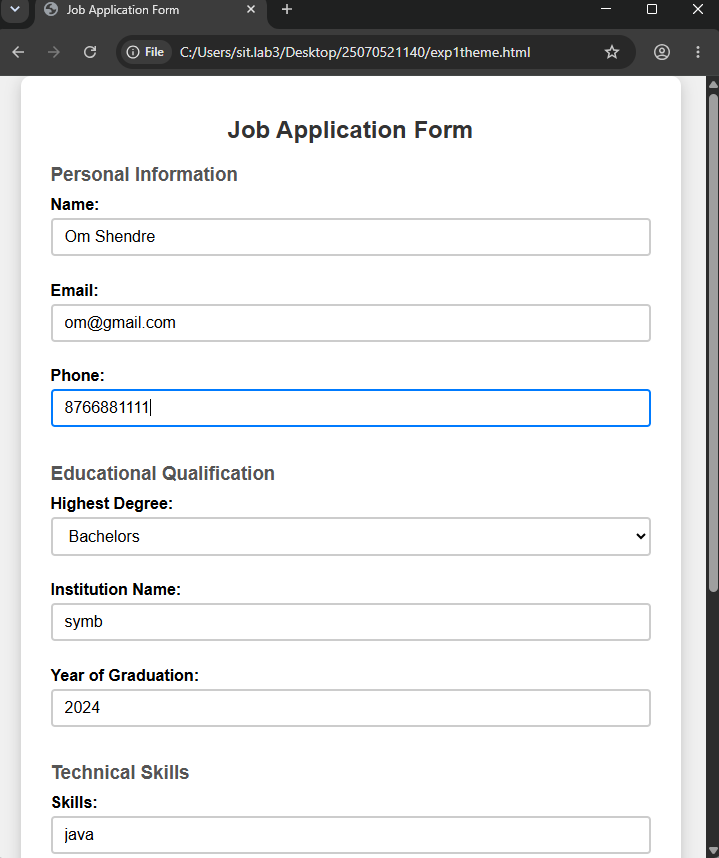 Job Application Form
File C:/Users/sit.lab3/Desktop/25070521140/exp1theme.html
Job Application Form
Personal Information
Name:
Om Shendre
Email:
om@gmail.com
Phone:
8766881111
Educational Qualification
Highest Degree:
Bachelors
Institution Name:
symb
Year of Graduation:
2024
Technical Skills
Skills:
java